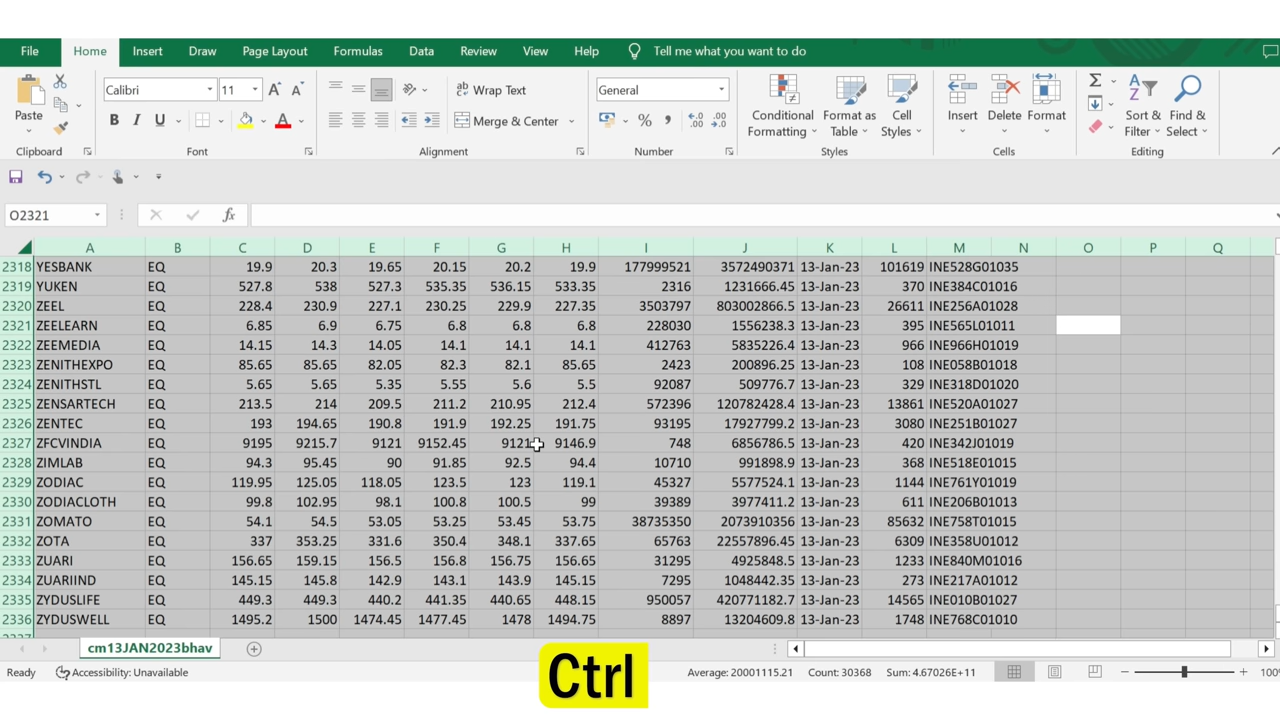 File Home Insert Draw Page Layout Formulas Data Review View Help Tell me what you want to do
Calibri 11 Wrap Text General
Paste Merge & Center Conditional Formatting Format as Table Cell Styles Insert Delete Format Sort & Filter Find & Select
Clipboard Font Alignment Number Styles Cells Editing
O2321 fx
A B C D E F G H I J K L M N O P Q
2318 YESBANK EQ 19.9 20.3 19.65 20.15 20.2 19.9 177999521 3572490371 13-Jan-23 101619 INE528G01035
2319 YUKEN EQ 527.8 538 527.3 535.35 536.15 533.35 2316 1231666.45 13-Jan-23 370 INE384C01016
2320 ZEEL EQ 228.4 230.9 227.1 230.25 229.9 227.35 3503797 803002866.5 13-Jan-23 26611 INE256A01028
2321 ZEELEARN EQ 6.85 6.9 6.75 6.8 6.8 6.8 228030 1556238.3 13-Jan-23 395 INE565L01011
2322 ZEEMEDIA EQ 14.15 14.3 14.05 14.1 14.1 14.1 412763 5835226.4 13-Jan-23 966 INE966H01019
2323 ZENITHEXPO EQ 85.65 85.65 82.05 82.3 82.1 85.65 2423 200896.25 13-Jan-23 108 INE058B01018
2324 ZENITHSTL EQ 5.65 5.65 5.35 5.55 5.6 5.5 92087 509776.7 13-Jan-23 329 INE318D01020
2325 ZENSARTECH EQ 213.5 214 209.5 211.2 210.95 212.4 572396 120782428.4 13-Jan-23 13861 INE520A01027
2326 ZENTEC EQ 193 194.65 190.8 191.9 192.25 191.75 93195 17927799.2 13-Jan-23 3080 INE251B01027
2327 ZFCVINDIA EQ 9195 9215.7 9121 9152.45 9121 9146.9 748 6856786.5 13-Jan-23 420 INE342J01019
2328 ZIMLAB EQ 94.3 95.45 90 91.85 92.5 94.4 10710 991898.9 13-Jan-23 368 INE518E01015
2329 ZODIAC EQ 119.95 125.05 118.05 123.5 123 119.1 45327 5577524.1 13-Jan-23 1144 INE761Y01019
2330 ZODIACLOTH EQ 99.8 102.95 98.1 100.8 100.5 99 39389 3977411.2 13-Jan-23 611 INE206B01013
2331 ZOMATO EQ 54.1 54.5 53.05 53.25 53.45 53.75 38735350 2073910356 13-Jan-23 85632 INE758T01015
2332 ZOTA EQ 337 353.25 331.6 350.4 348.1 337.65 65763 22557896.45 13-Jan-23 6309 INE358U01012
2333 ZUARI EQ 156.65 159.15 156.5 156.8 156.75 156.65 31295 4925848.5 13-Jan-23 1233 INE840M01016
2334 ZUARIIND EQ 145.15 145.8 142.9 143.1 143.9 145.15 7295 1048442.35 13-Jan-23 273 INE217A01012
2335 ZYDUSLIFE EQ 449.3 449.3 440.2 441.35 440.65 448.15 950057 420771182.7 13-Jan-23 14565 INE010B01027
2336 ZYDUSWELL EQ 1495.2 1500 1474.45 1477.45 1478 1494.75 8897 13204609.8 13-Jan-23 1748 INE768C01010
cm13JAN2023bhav
Ready Accessibility: Unavailable Average: 20001115.21 Count: 30368 Sum: 4.67026E+11
Ctrl